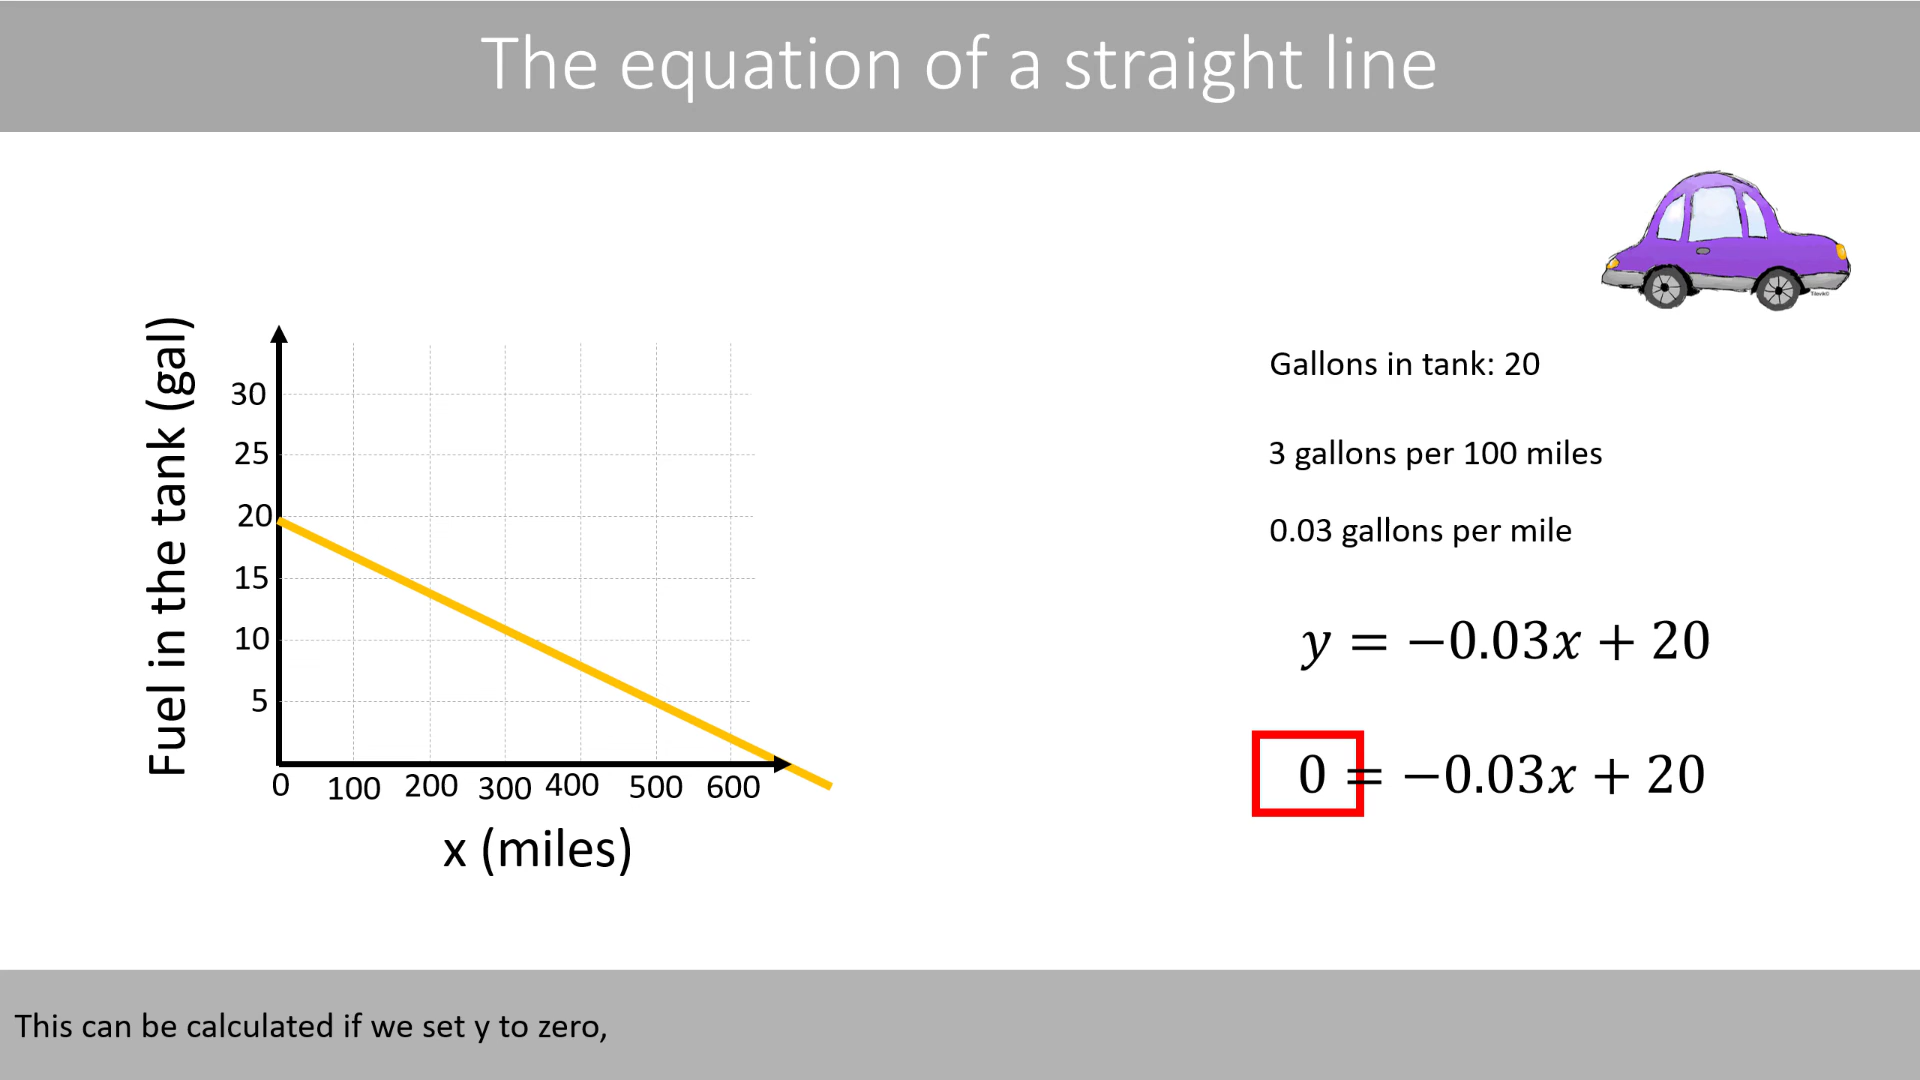 The equation of a straight line
Fuel in the tank (gal)
30
25
20
15
10
5
0 100 200 300 400 500 600
x (miles)
Gallons in tank: 20
3 gallons per 100 miles
0.03 gallons per mile
y = −0.03x + 20
0 = −0.03x + 20
This can be calculated if we set y to zero,